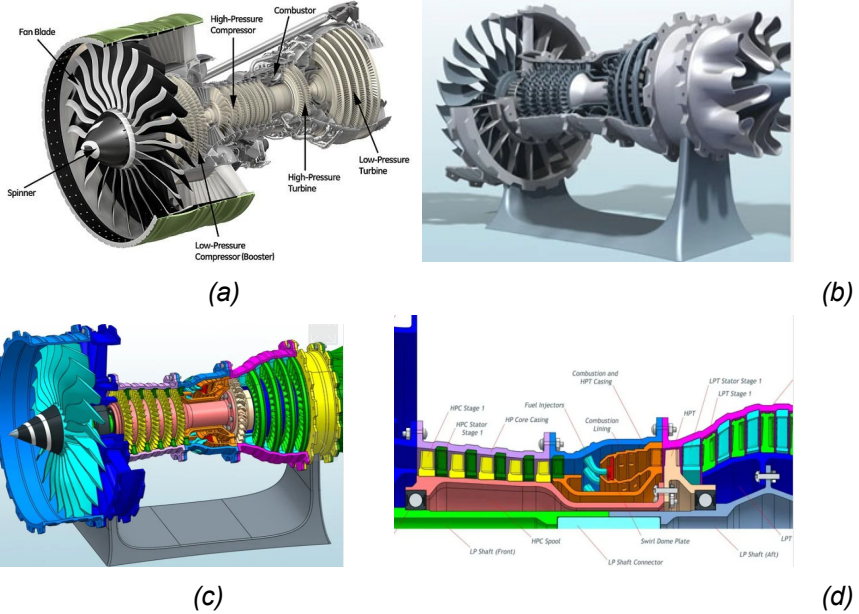 Fan Blade
High-Pressure
Compressor
Combustor
Spinner
Low-Pressure
Turbine
High-Pressure
Turbine
Low-Pressure
Compressor (Booster)
(a)
(b)
Combustion and
HPT Casing
LPT Stator Stage 1
LPT Stage 1
HPC Stage 1
HPC Stator
Stage 1
HP Core Casing
Fuel Injectors
Combustion
Lining
HPT
LP Shaft (Front)
HPC Spool
LP Shaft Connector
Swirl Dome Plate
LP Shaft (Aft)
LPT
(c)
(d)